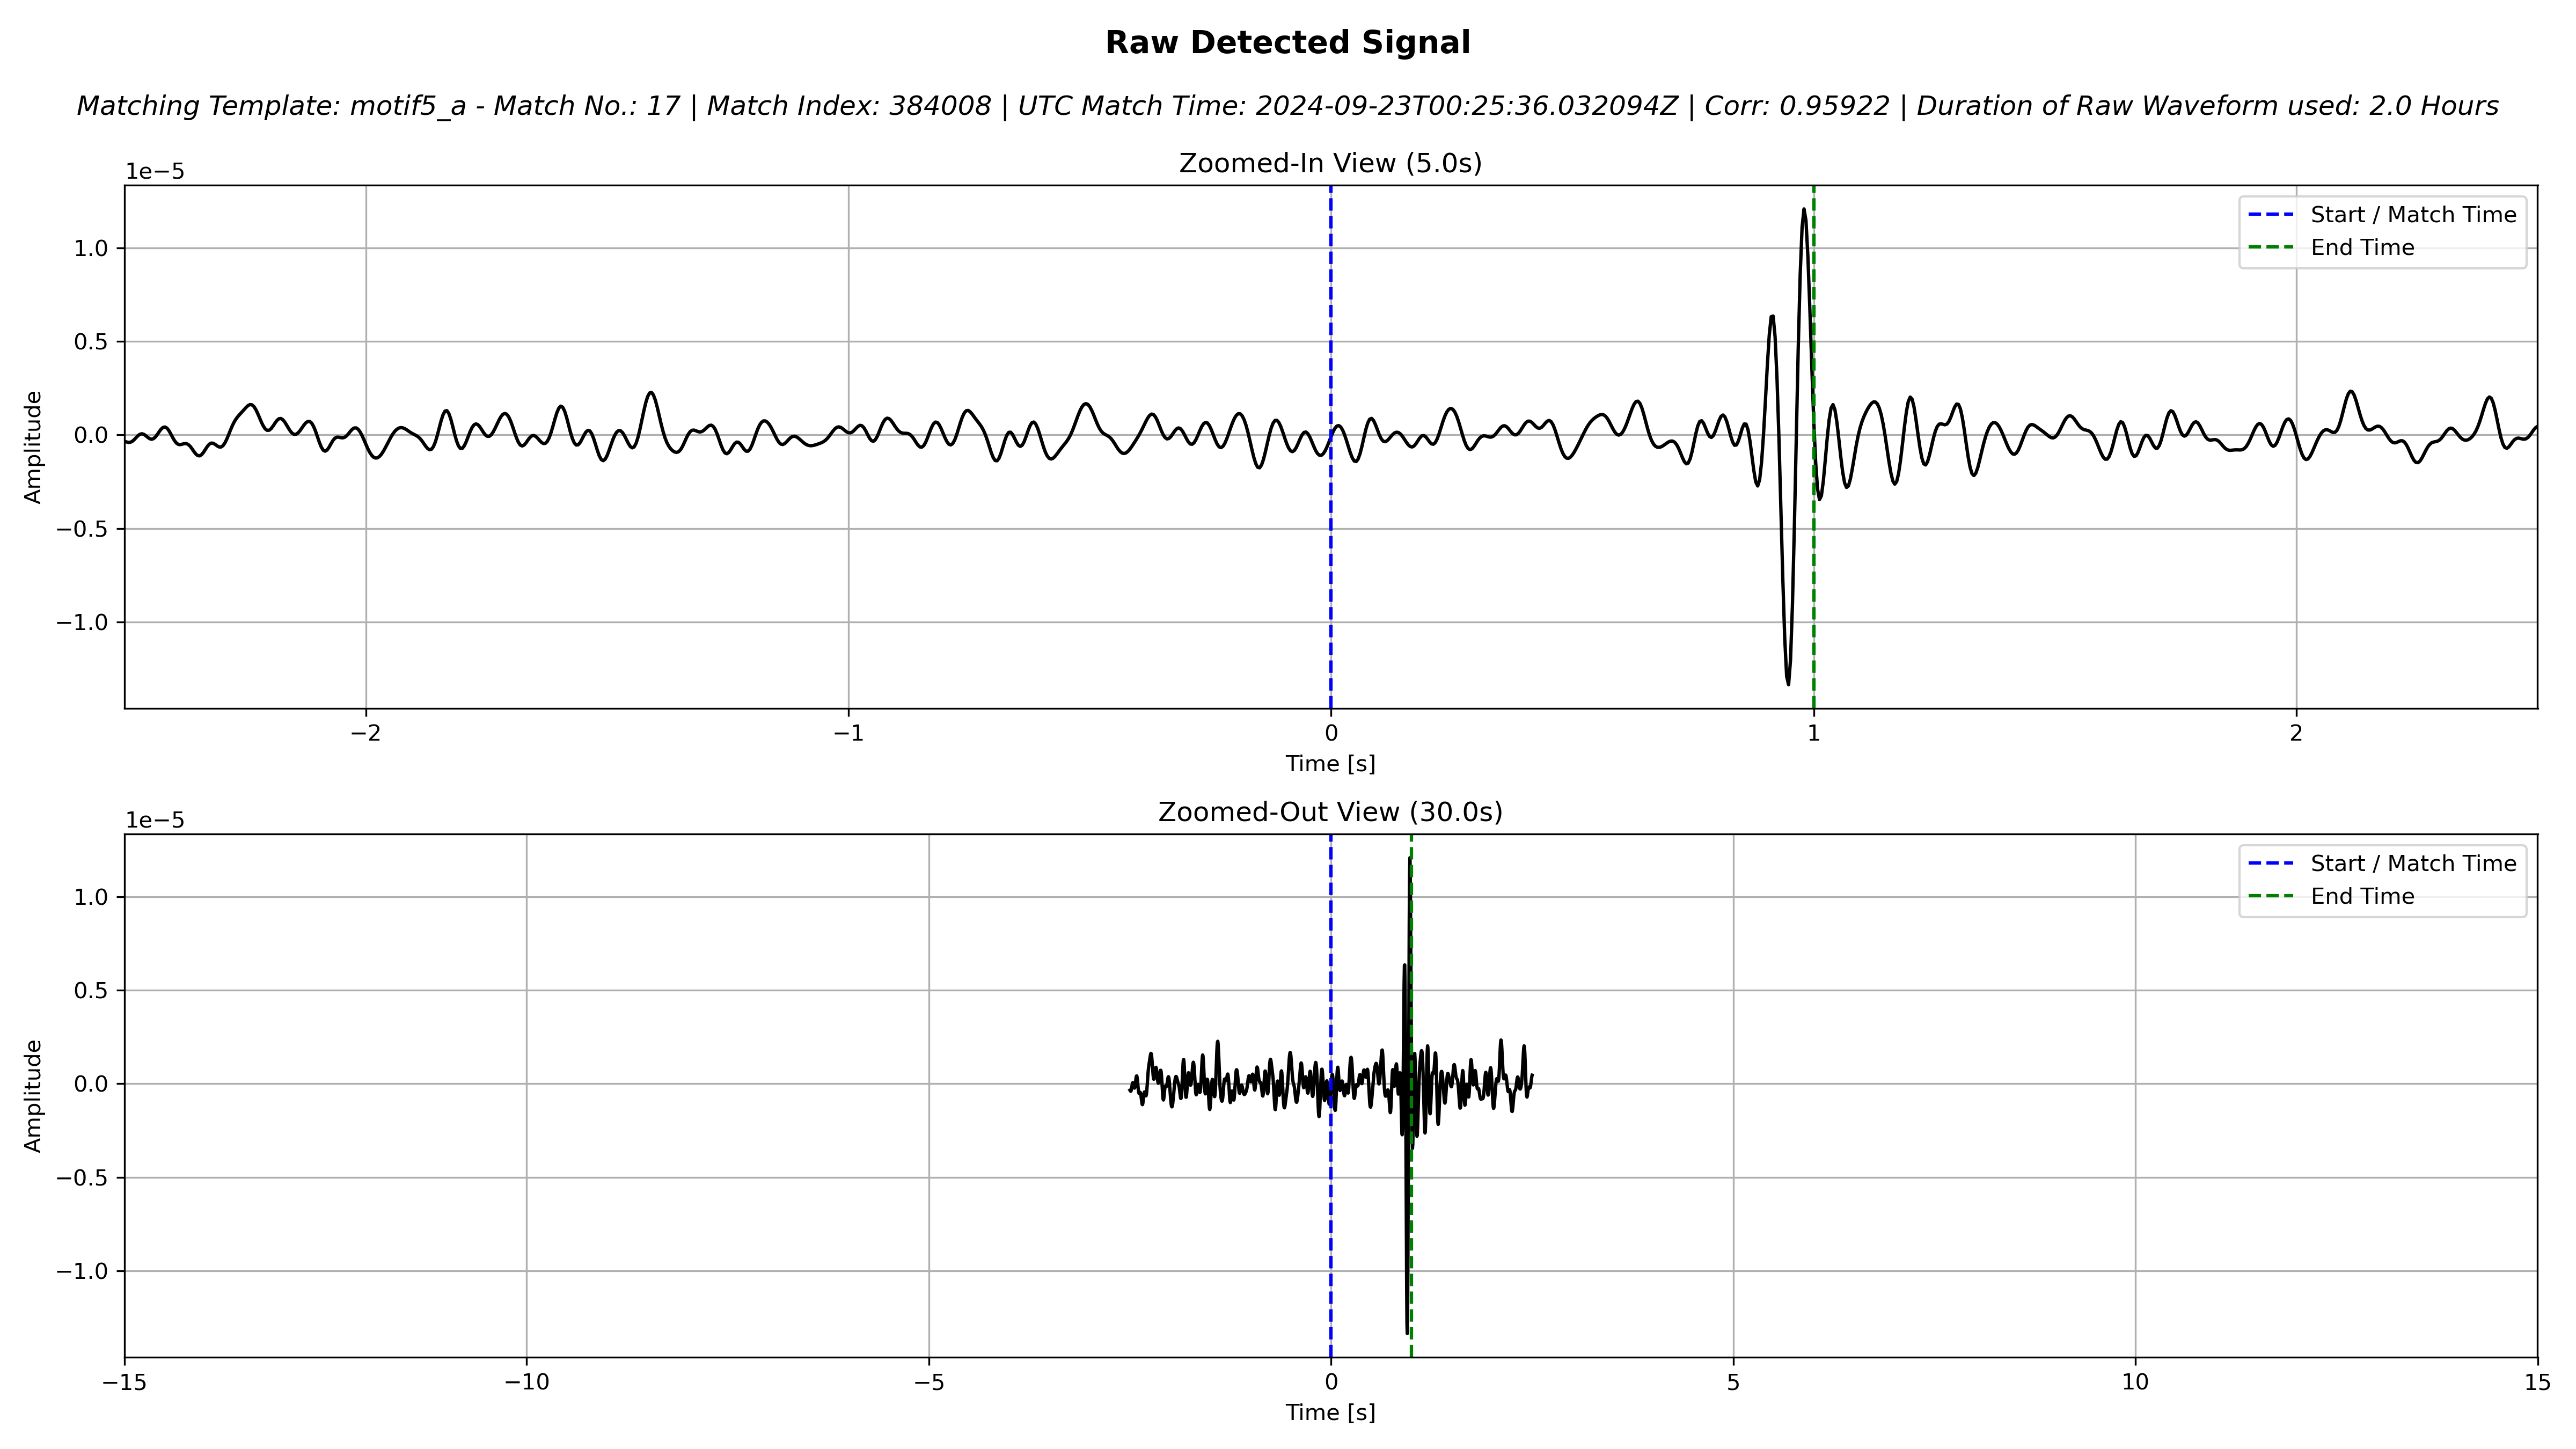 Raw Detected Signal
Matching Template: motif5_a - Match No.: 17 | Match Index: 384008 | UTC Match Time: 2024-09-23T00:25:36.032094Z | Corr: 0.95922 | Duration of Raw Waveform used: 2.0 Hours
Zoomed-In View (5.0s)
1e−5
Start / Match Time
End Time
1.0
0.5
0.0
−0.5
−1.0
Amplitude
−2 −1 0 1 2
Time [s]
Zoomed-Out View (30.0s)
1e−5
Start / Match Time
End Time
1.0
0.5
0.0
−0.5
−1.0
Amplitude
−15 −10 −5 0 5 10 15
Time [s]